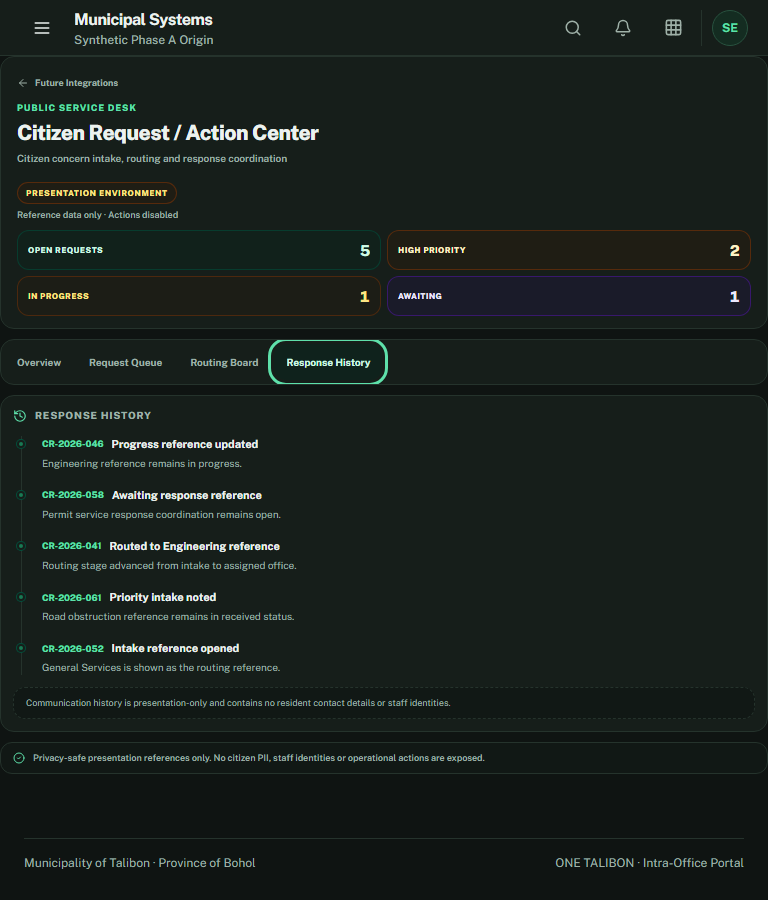 Municipal Systems
Synthetic Phase A Origin
SE
Future Integrations
PUBLIC SERVICE DESK
Citizen Request / Action Center
Citizen concern intake, routing and response coordination
PRESENTATION ENVIRONMENT
Reference data only · Actions disabled
OPEN REQUESTS 5
HIGH PRIORITY 2
IN PROGRESS 1
AWAITING 1
Overview Request Queue Routing Board Response History
RESPONSE HISTORY
CR-2026-046 Progress reference updated
Engineering reference remains in progress.
CR-2026-058 Awaiting response reference
Permit service response coordination remains open.
CR-2026-041 Routed to Engineering reference
Routing stage advanced from intake to assigned office.
CR-2026-061 Priority intake noted
Road obstruction reference remains in received status.
CR-2026-052 Intake reference opened
General Services is shown as the routing reference.
Communication history is presentation-only and contains no resident contact details or staff identities.
Privacy-safe presentation references only. No citizen PII, staff identities or operational actions are exposed.
Municipality of Talibon · Province of Bohol
ONE TALIBON · Intra-Office Portal